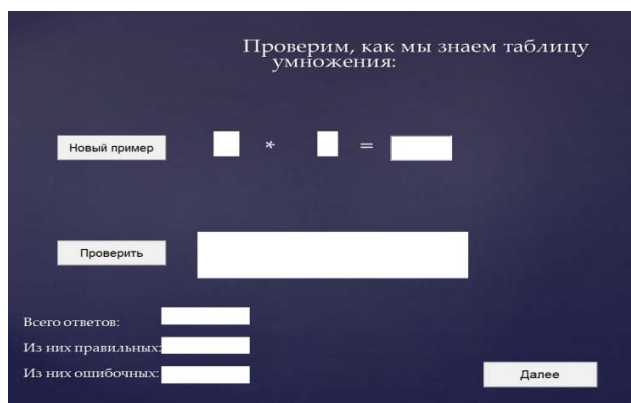 Проверим, как мы знаем таблицу
умножения:
Новый пример * =
Проверить
Всего ответов:
Из них правильных:
Из них ошибочных:
Далее